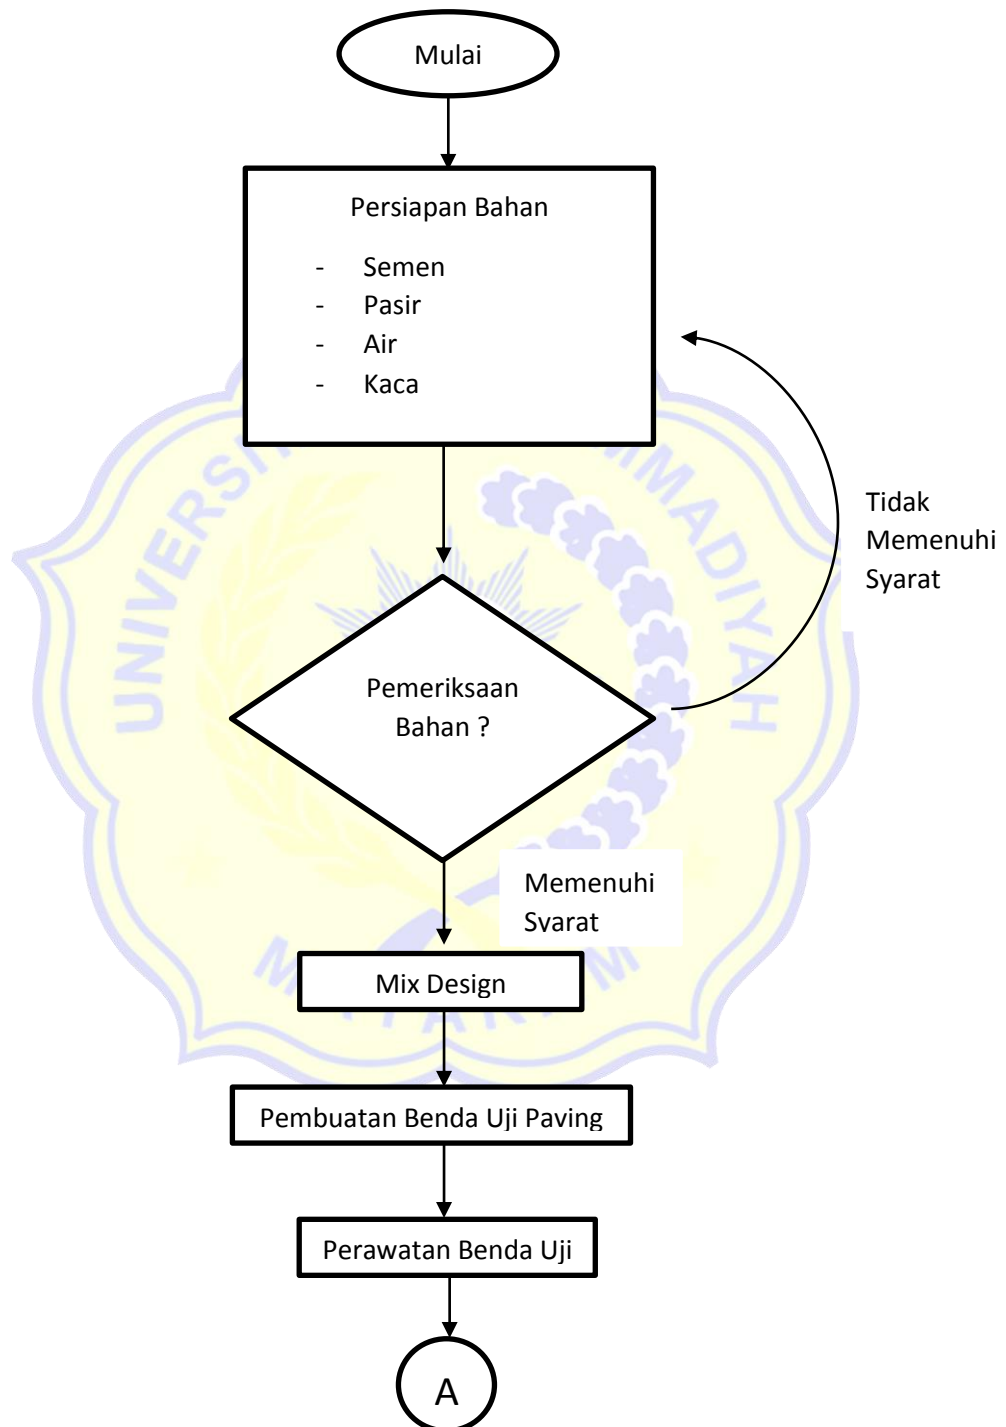 Mulai
Persiapan Bahan
- Semen
- Pasir
- Air
- Kaca
Tidak
Memenuhi
Syarat
Pemeriksaan
Bahan ?
Memenuhi
Syarat
Mix Design
Pembuatan Benda Uji Paving
Perawatan Benda Uji
A